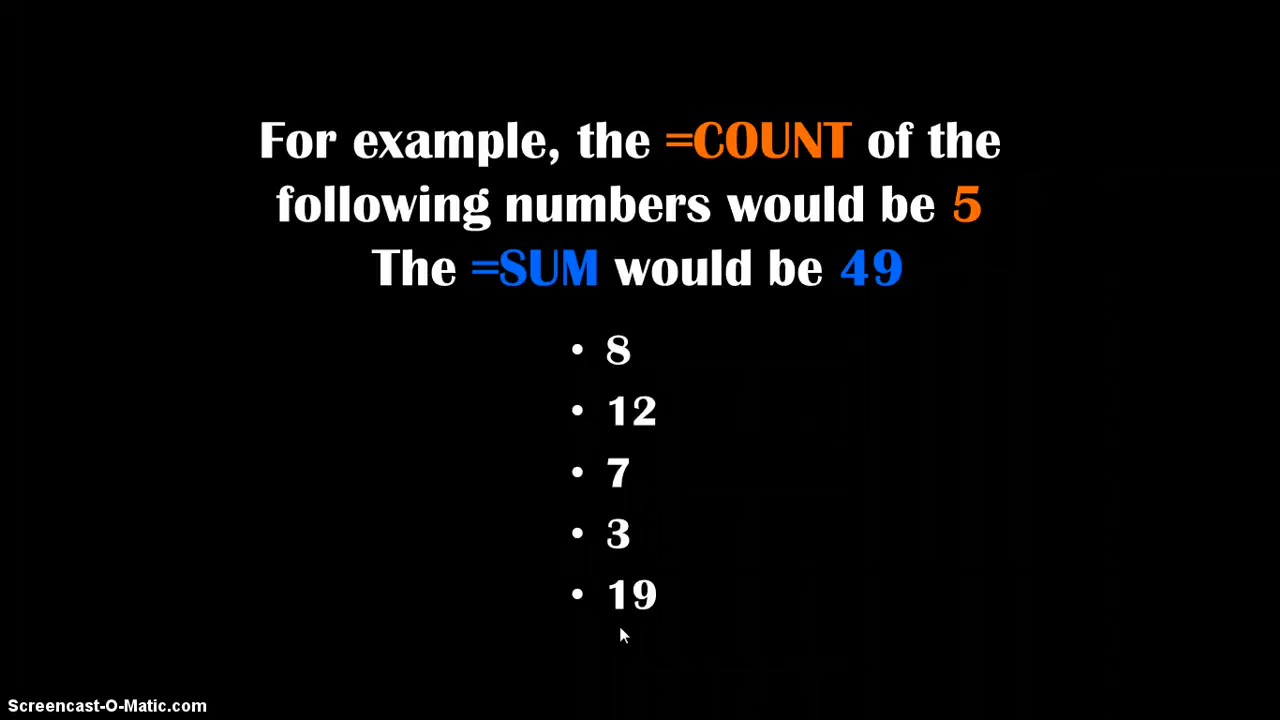 For example, the =COUNT of the
following numbers would be 5
The =SUM would be 49
• 8
• 12
• 7
• 3
• 19
Screencast-O-Matic.com